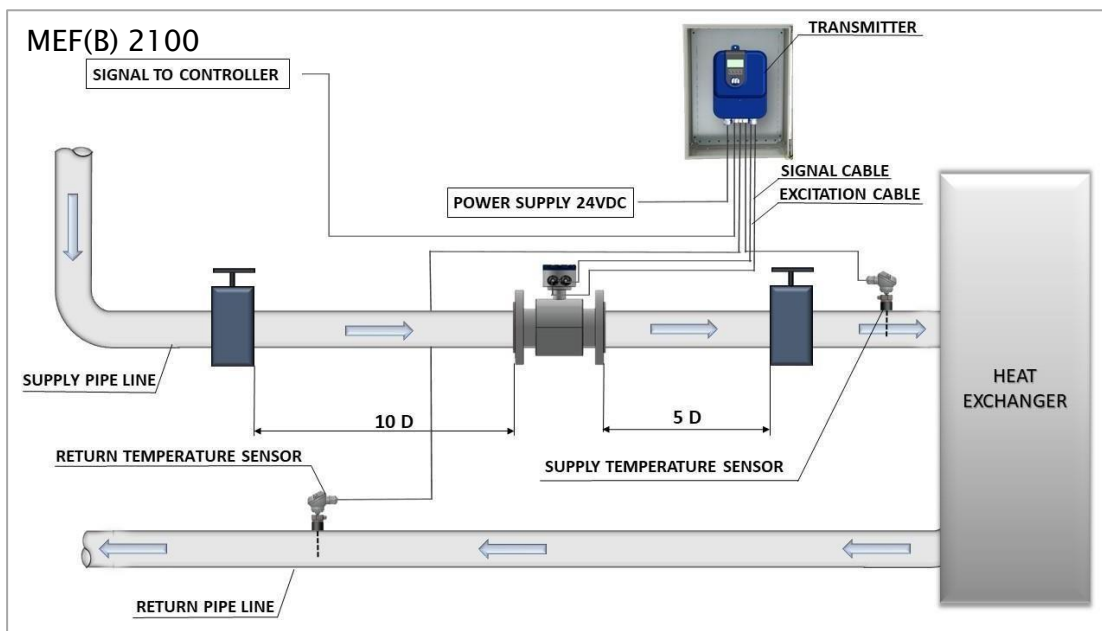 MEF(B) 2100
TRANSMITTER
SIGNAL TO CONTROLLER
SIGNAL CABLE
EXCITATION CABLE
POWER SUPPLY 24VDC
SUPPLY PIPE LINE
HEAT
EXCHANGER
10 D
5 D
RETURN TEMPERATURE SENSOR
SUPPLY TEMPERATURE SENSOR
RETURN PIPE LINE